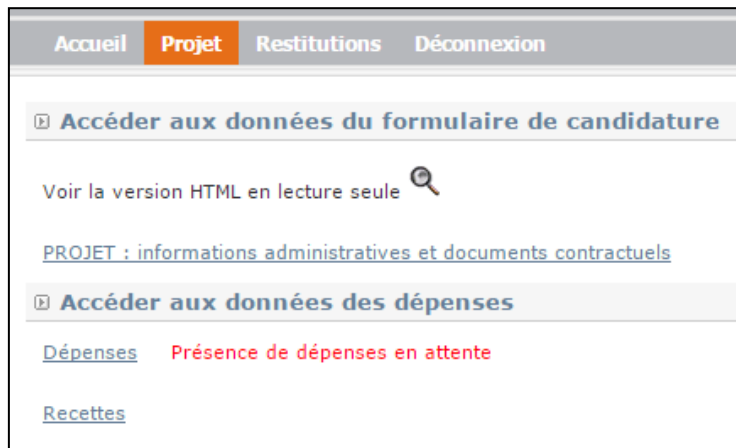 Accueil Projet Restitutions Déconnexion
Accéder aux données du formulaire de candidature
Voir la version HTML en lecture seule
PROJET : informations administratives et documents contractuels
Accéder aux données des dépenses
Dépenses Présence de dépenses en attente
Recettes